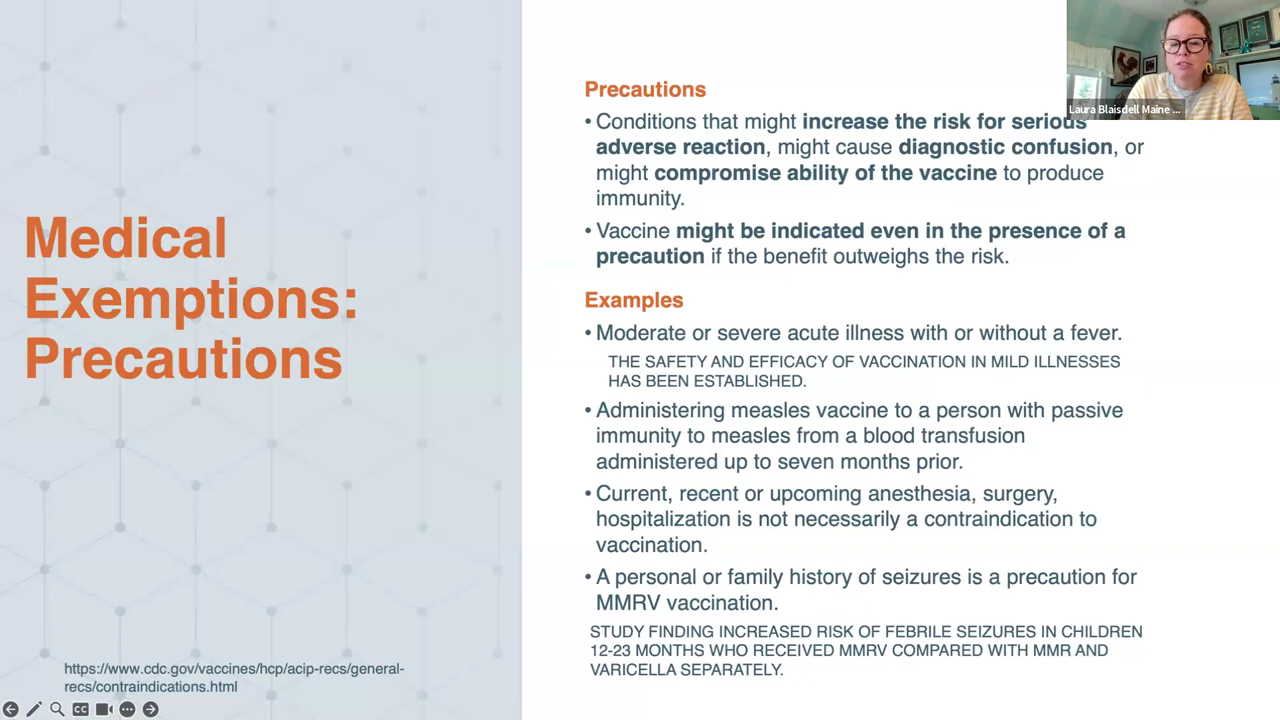 Medical
Exemptions:
Precautions
https://www.cdc.gov/vaccines/hcp/acip-recs/general-
recs/contraindications.html
Precautions
• Conditions that might increase the risk for serious
adverse reaction, might cause diagnostic confusion, or
might compromise ability of the vaccine to produce
immunity.
• Vaccine might be indicated even in the presence of a
precaution if the benefit outweighs the risk.
Examples
• Moderate or severe acute illness with or without a fever.
THE SAFETY AND EFFICACY OF VACCINATION IN MILD ILLNESSES
HAS BEEN ESTABLISHED.
• Administering measles vaccine to a person with passive
immunity to measles from a blood transfusion
administered up to seven months prior.
• Current, recent or upcoming anesthesia, surgery,
hospitalization is not necessarily a contraindication to
vaccination.
• A personal or family history of seizures is a precaution for
MMRV vaccination.
STUDY FINDING INCREASED RISK OF FEBRILE SEIZURES IN CHILDREN
12-23 MONTHS WHO RECEIVED MMRV COMPARED WITH MMR AND
VARICELLA SEPARATELY.
Laura Blaisdell Maine ...
CC